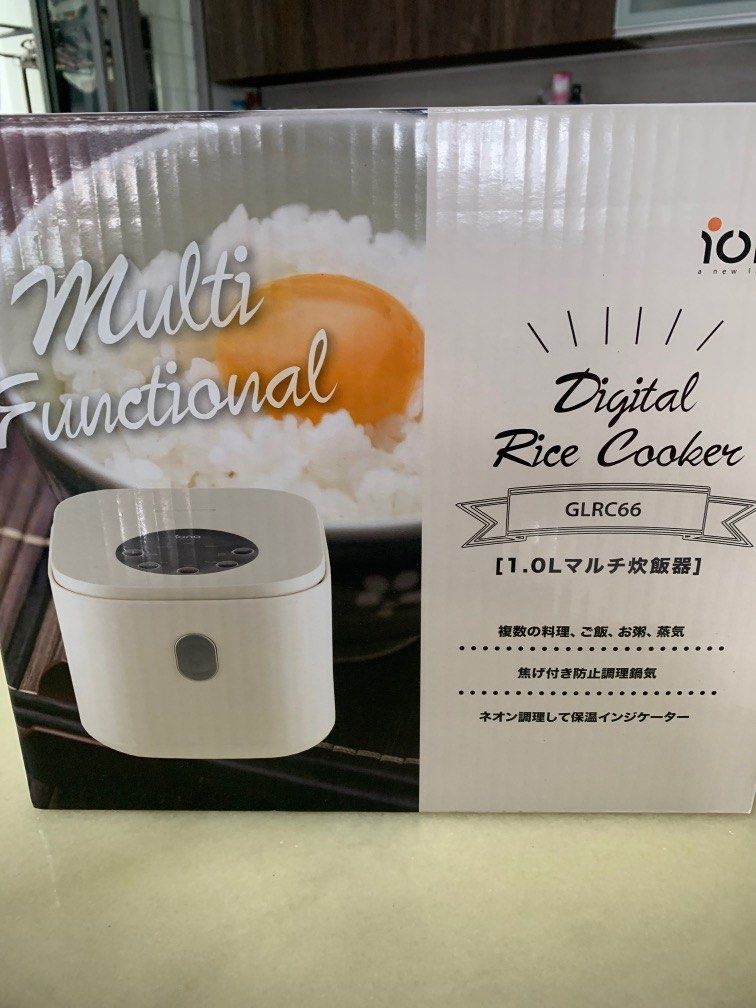 Multi
Functional
iona
Digital
Rice Cooker
GLRC66
[1.0Lマルチ炊飯器]
複数の料理、ご飯、お粥、蒸気
焦げ付き防止調理鍋気
ネオン調理して保温インジケーター